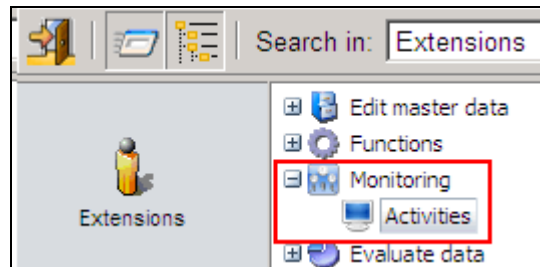 Search in: Extensions
Edit master data
Functions
Monitoring
Activities
Evaluate data
Extensions